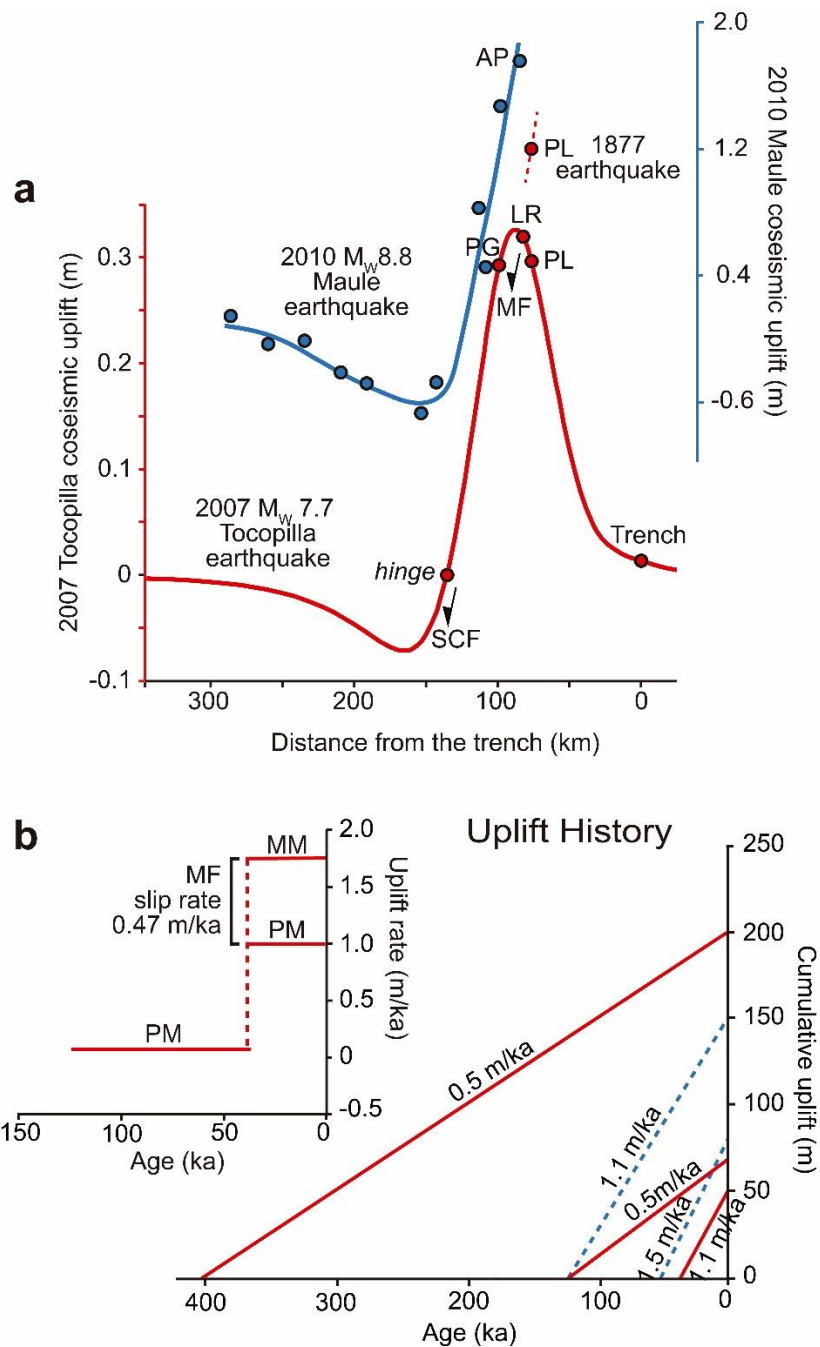 a
2007 Tocopilla coseismic uplift (m)
0.3
0.2
0.1
0
-0.1
300
200
100
0
Distance from the trench (km)
2010 Maule coseismic uplift (m)
2.0
1.2
0.4
-0.6
AP
PL
1877
earthquake
LR
PG
PL
MF
2010 MW8.8
Maule
earthquake
2007 MW 7.7
Tocopilla
earthquake
hinge
SCF
Trench
b
Uplift History
MF
slip rate
0.47 m/ka
MM
PM
PM
2.0
1.5
1.0
0.5
0
-0.5
Uplift rate (m/ka)
150
100
50
0
Age (ka)
250
200
150
100
50
0
Cumulative uplift (m)
0.5 m/ka
1.1 m/ka
0.5m/ka
1.5 m/ka
1.1 m/ka
400
300
200
100
0
Age (ka)